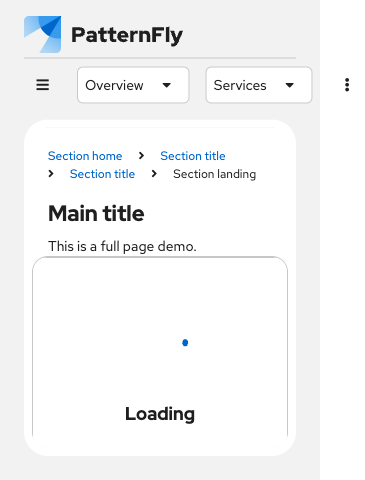 PatternFly
Overview Services
Section home Section title
Section title Section landing
Main title
This is a full page demo.
Loading